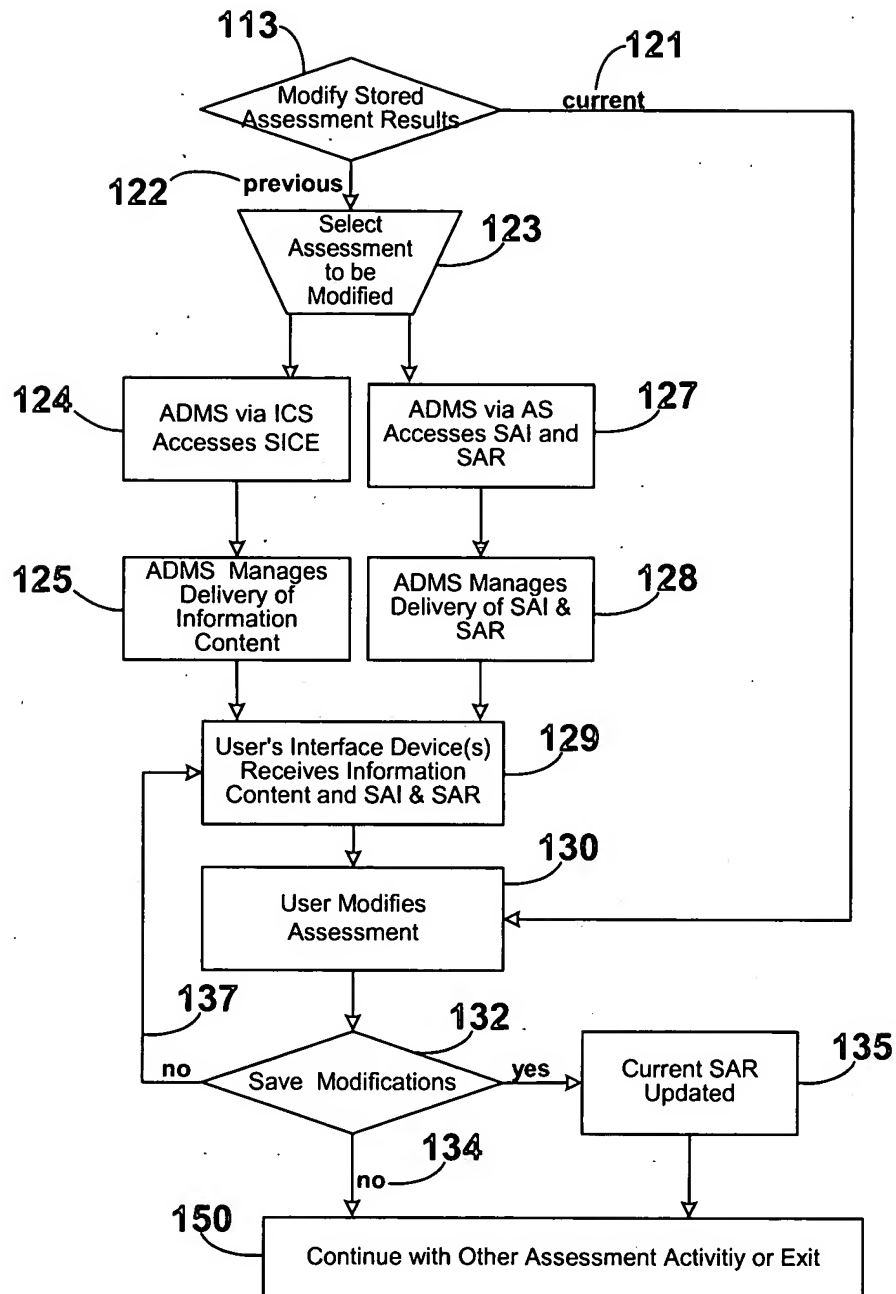 113
121
Modify Stored
Assessment Results
current
122
previous
Select
Assessment
to be
Modified
123
124
ADMS via ICS
Accesses SICE
ADMS via AS
Accesses SAI and
SAR
127
125
ADMS Manages
Delivery of
Information
Content
ADMS Manages
Delivery of SAI &
SAR
128
User's Interface Device(s)
Receives Information
Content and SAI & SAR
129
130
User Modifies
Assessment
137
132
no
Save Modifications
yes
Current SAR
Updated
135
134
no
150
Continue with Other Assessment Activitiy or Exit